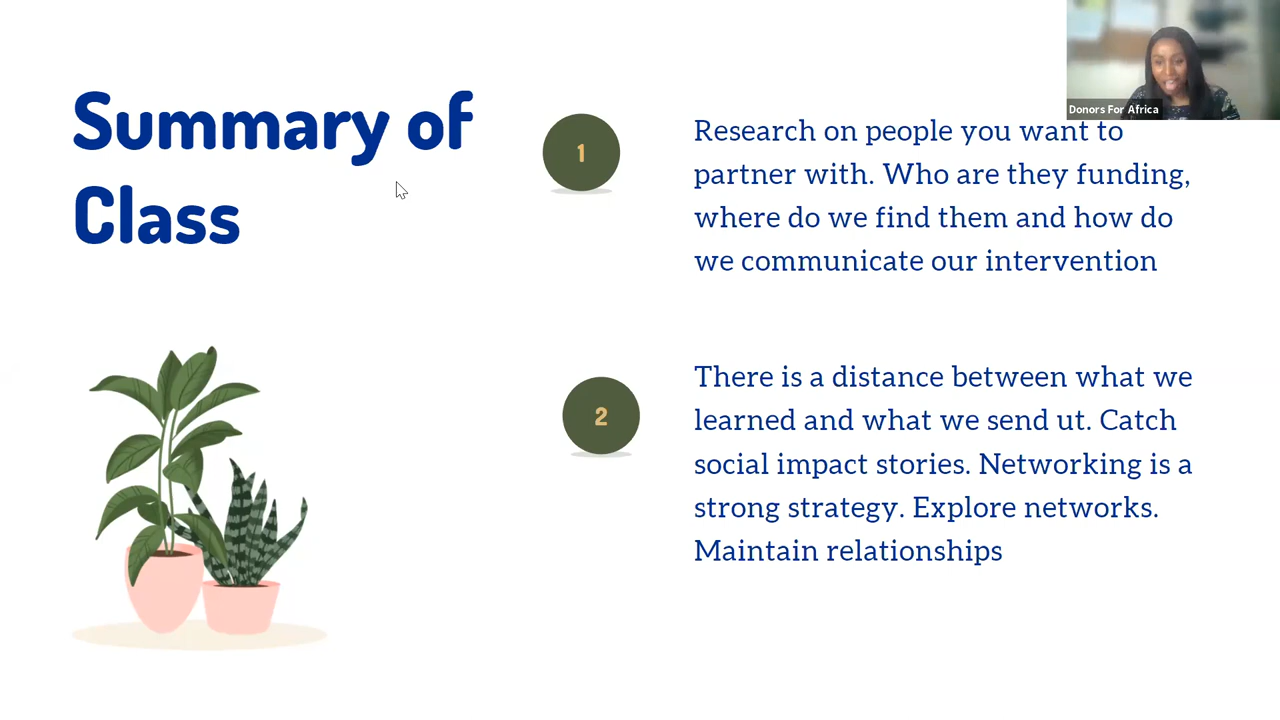 Summary of
Class
1
Research on people you want to
partner with. Who are they funding,
where do we find them and how do
we communicate our intervention
2
There is a distance between what we
learned and what we send ut. Catch
social impact stories. Networking is a
strong strategy. Explore networks.
Maintain relationships
Donors For Africa